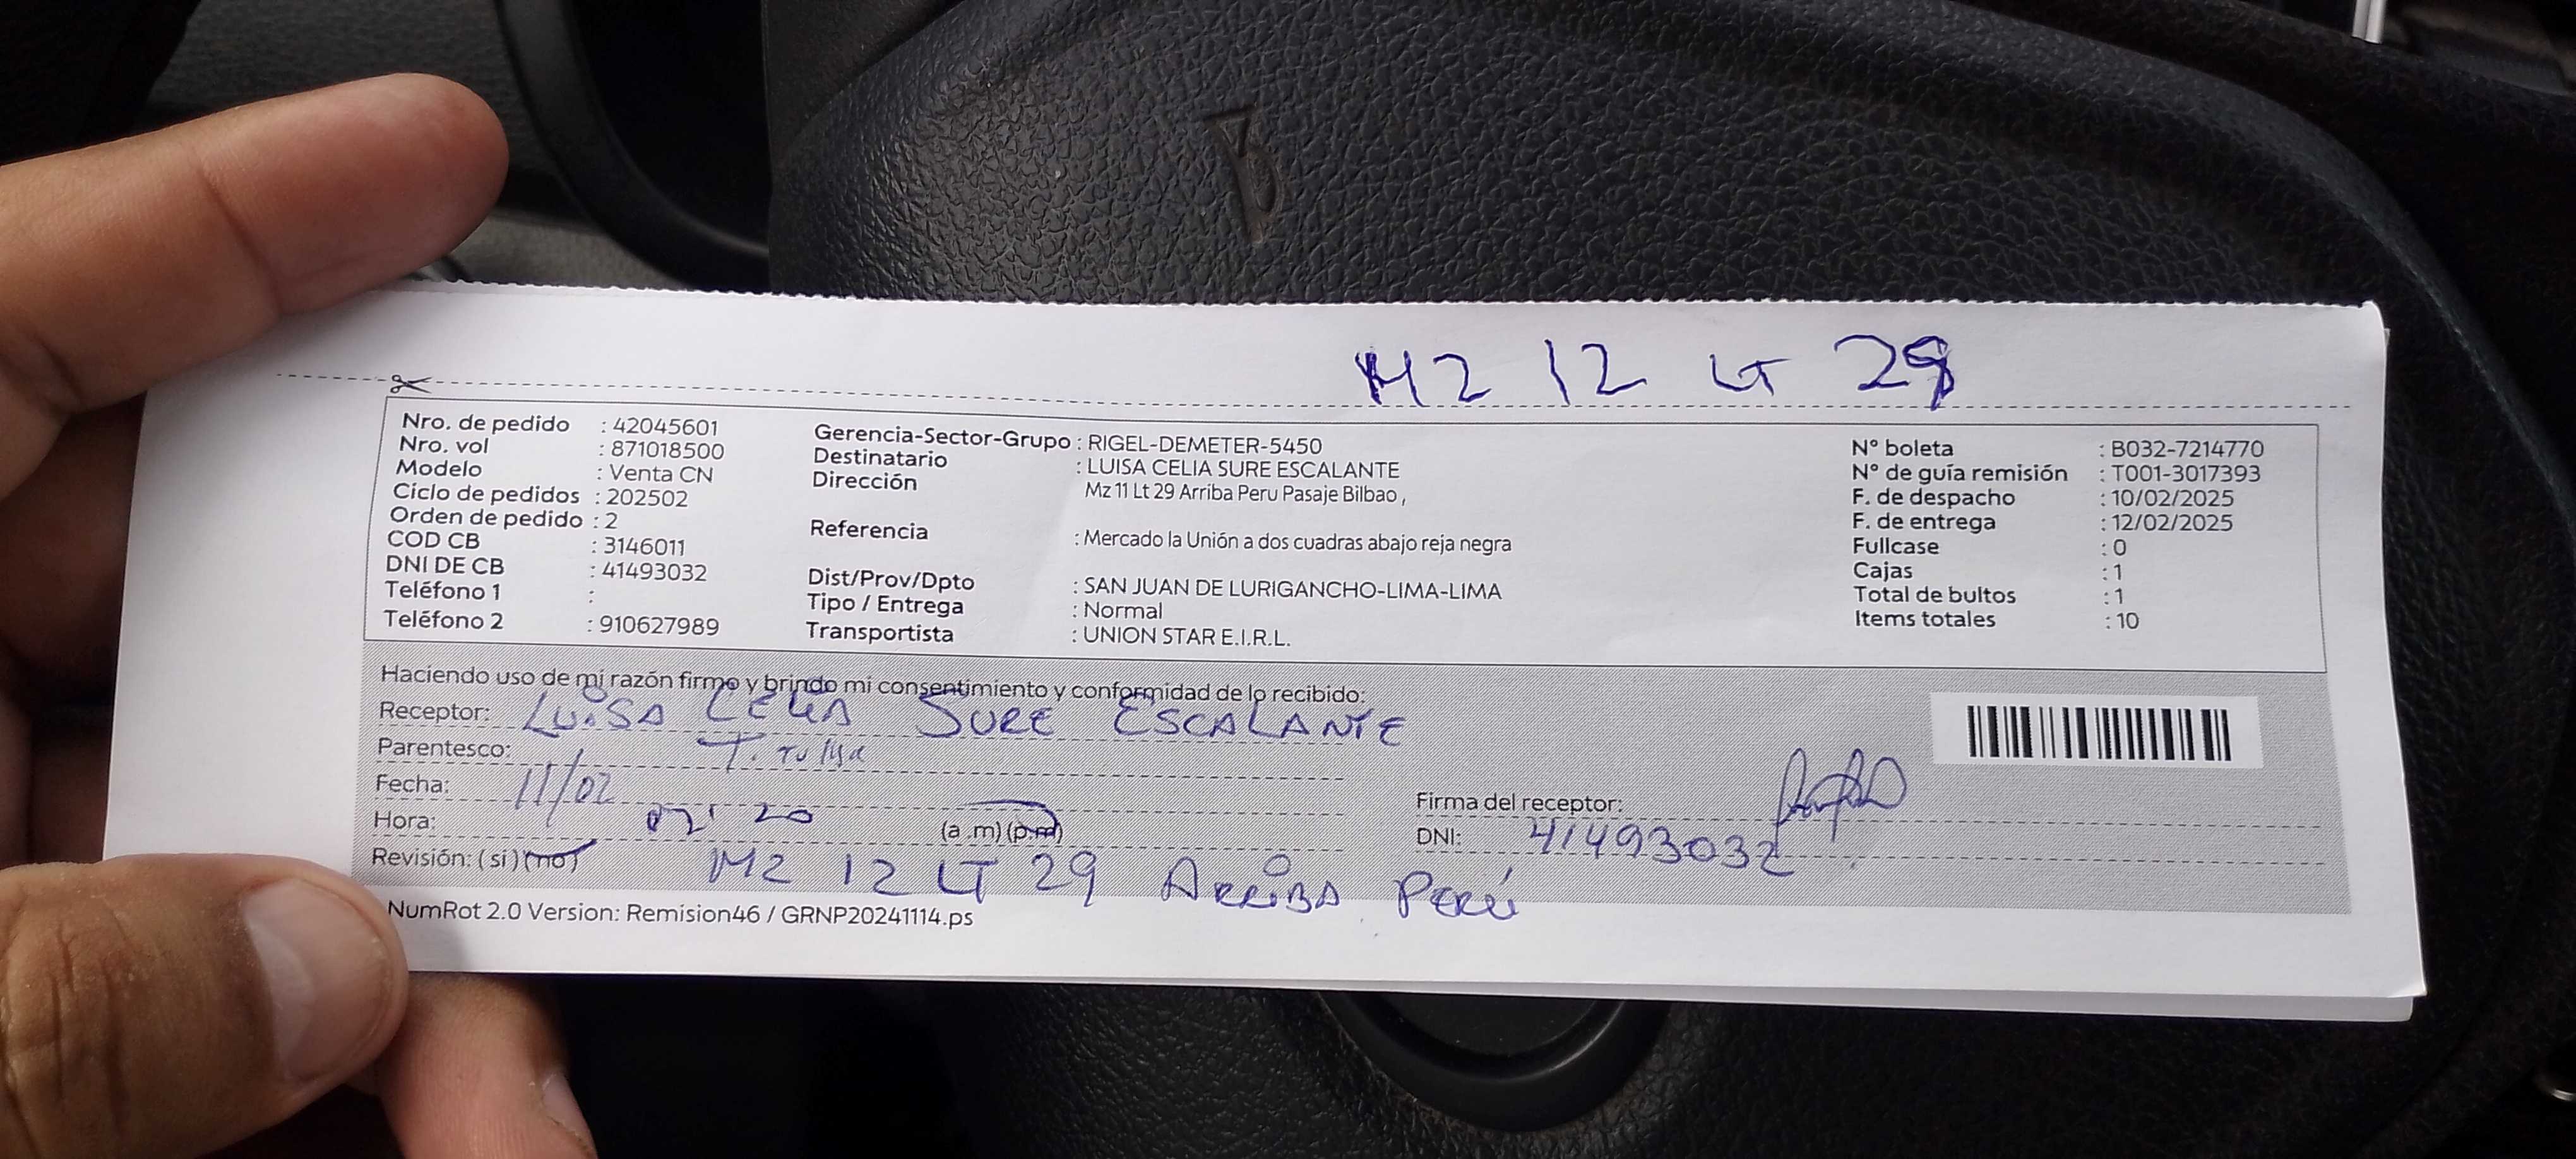 MZ 12 LT 29
Nro. de pedido : 42045601
Nro. vol : 871018500
Modelo : Venta CN
Ciclo de pedidos : 202502
Orden de pedido : 2
COD CB : 3146011
DNI DE CB : 41493032
Teléfono 1 :
Teléfono 2 : 910627989
Gerencia-Sector-Grupo : RIGEL-DEMETER-5450
Destinatario : LUISA CELIA SURE ESCALANTE
Dirección Mz 11 Lt 29 Arriba Peru Pasaje Bilbao ,
Referencia : Mercado la Unión a dos cuadras abajo reja negra
Dist/Prov/Dpto : SAN JUAN DE LURIGANCHO-LIMA-LIMA
Tipo / Entrega : Normal
Transportista : UNION STAR E.I.R.L.
N° boleta : B032-7214770
N° de guía remisión : T001-3017393
F. de despacho : 10/02/2025
F. de entrega : 12/02/2025
Fullcase : 0
Cajas : 1
Total de bultos : 1
Items totales : 10
Haciendo uso de mi razón firmo y brindo mi consentimiento y conformidad de lo recibido:
Receptor: LUISA CELIA SURE ESCALANTE
Parentesco:
Fecha: 11/02
Hora: 20 (a .m) (p.m)
Revisión: ( si ) (no)
MZ 12 LT 29 ARRIBA PERÚ
Firma del receptor:
DNI: 41493032
NumRot 2.0 Version: Remision46 / GRNP20241114.ps